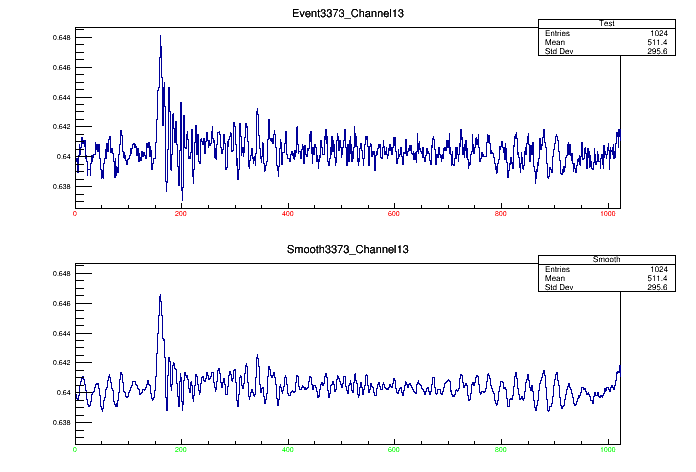 Event3373_Channel13
Test
Entries 1024
Mean 511.4
Std Dev 295.6
0.648
0.646
0.644
0.642
0.64
0.638
0 200 400 600 800 1000
Smooth3373_Channel13
Smooth
Entries 1024
Mean 511.4
Std Dev 295.6
0.648
0.646
0.644
0.642
0.64
0.638
0 200 400 600 800 1000